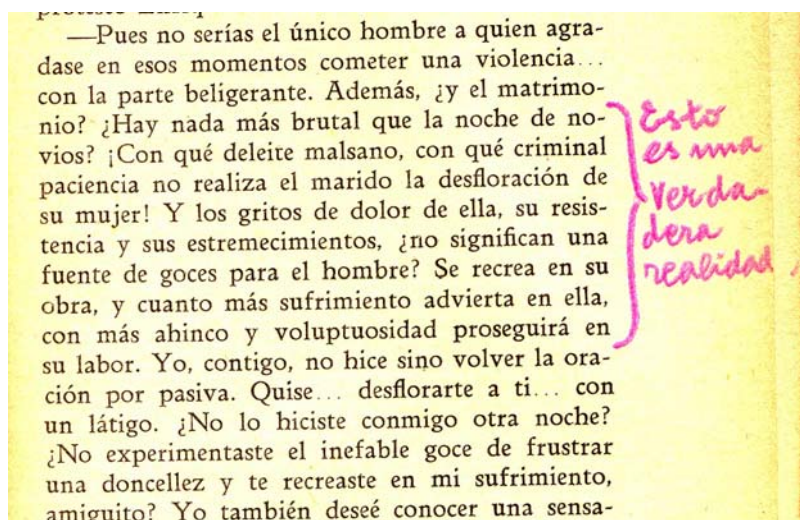 —Pues no serías el único hombre a quien agra-
dase en esos momentos cometer una violencia...
con la parte beligerante. Además, ¿y el matrimo-
nio? ¿Hay nada más brutal que la noche de no-
vios? ¡Con qué deleite malsano, con qué criminal
paciencia no realiza el marido la desfloración de
su mujer! Y los gritos de dolor de ella, su resis-
tencia y sus estremecimientos, ¿no significan una
fuente de goces para el hombre? Se recrea en su
obra, y cuanto más sufrimiento advierta en ella,
con más ahinco y voluptuosidad proseguirá en
su labor. Yo, contigo, no hice sino volver la ora-
ción por pasiva. Quise... desflorarte a ti... con
un látigo. ¿No lo hiciste conmigo otra noche?
¿No experimentaste el inefable goce de frustrar
una doncellez y te recreaste en mi sufrimiento,
amiguito? Yo también deseé conocer una sensa-
Esto
es una
Verda-
dera
realidad